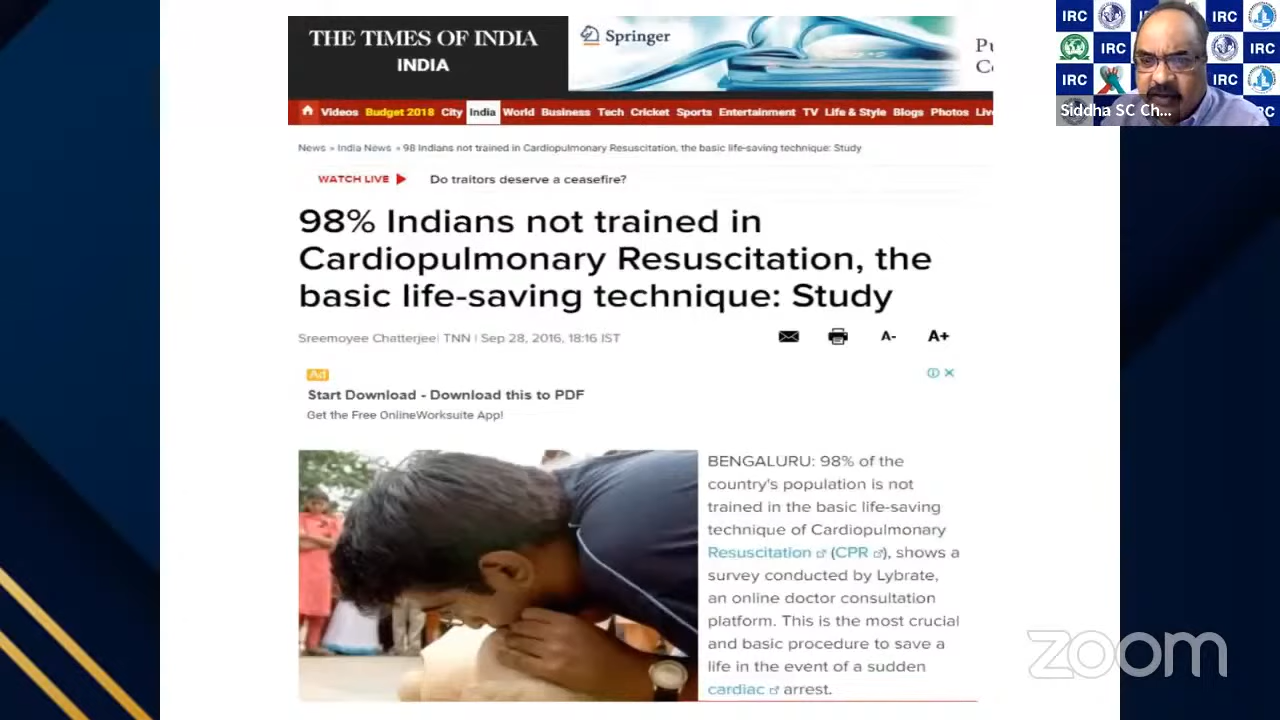 THE TIMES OF INDIA
INDIA
Springer
Videos Budget 2018 City India World Business Tech Cricket Sports Entertainment TV Life & Style Blogs Photos
News » India News » 98 Indians not trained in Cardiopulmonary Resuscitation, the basic life-saving technique: Study
WATCH LIVE Do traitors deserve a ceasefire?
98% Indians not trained in
Cardiopulmonary Resuscitation, the
basic life-saving technique: Study
Sreemoyee Chatterjee| TNN | Sep 28, 2016, 18:16 IST
A- A+
Ad
Start Download - Download this to PDF
Get the Free OnlineWorksuite App!
BENGALURU: 98% of the
country's population is not
trained in the basic life-saving
technique of Cardiopulmonary
Resuscitation (CPR), shows a
survey conducted by Lybrate,
an online doctor consultation
platform. This is the most crucial
and basic procedure to save a
life in the event of a sudden
cardiac arrest.
IRC IRC
IRC IRC
IRC IRC
Siddha SC Ch...
zoom